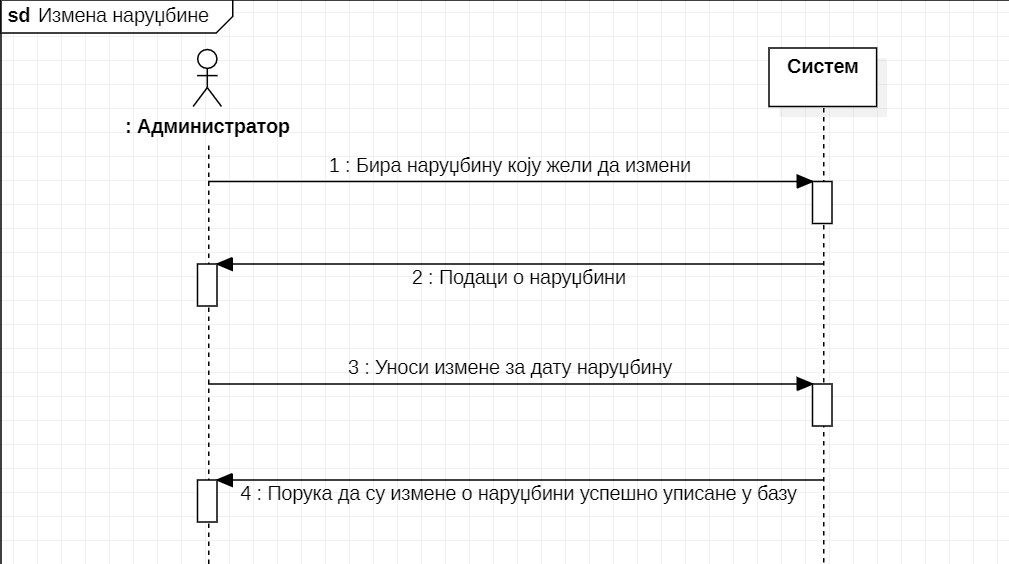 sd Измена наруџбине
: Администратор
Систем
1 : Бира наруџбину коју жели да измени
2 : Подаци о наруџбини
3 : Уноси измене за дату наруџбину
4 : Порука да су измене о наруџбини успешно уписане у базу